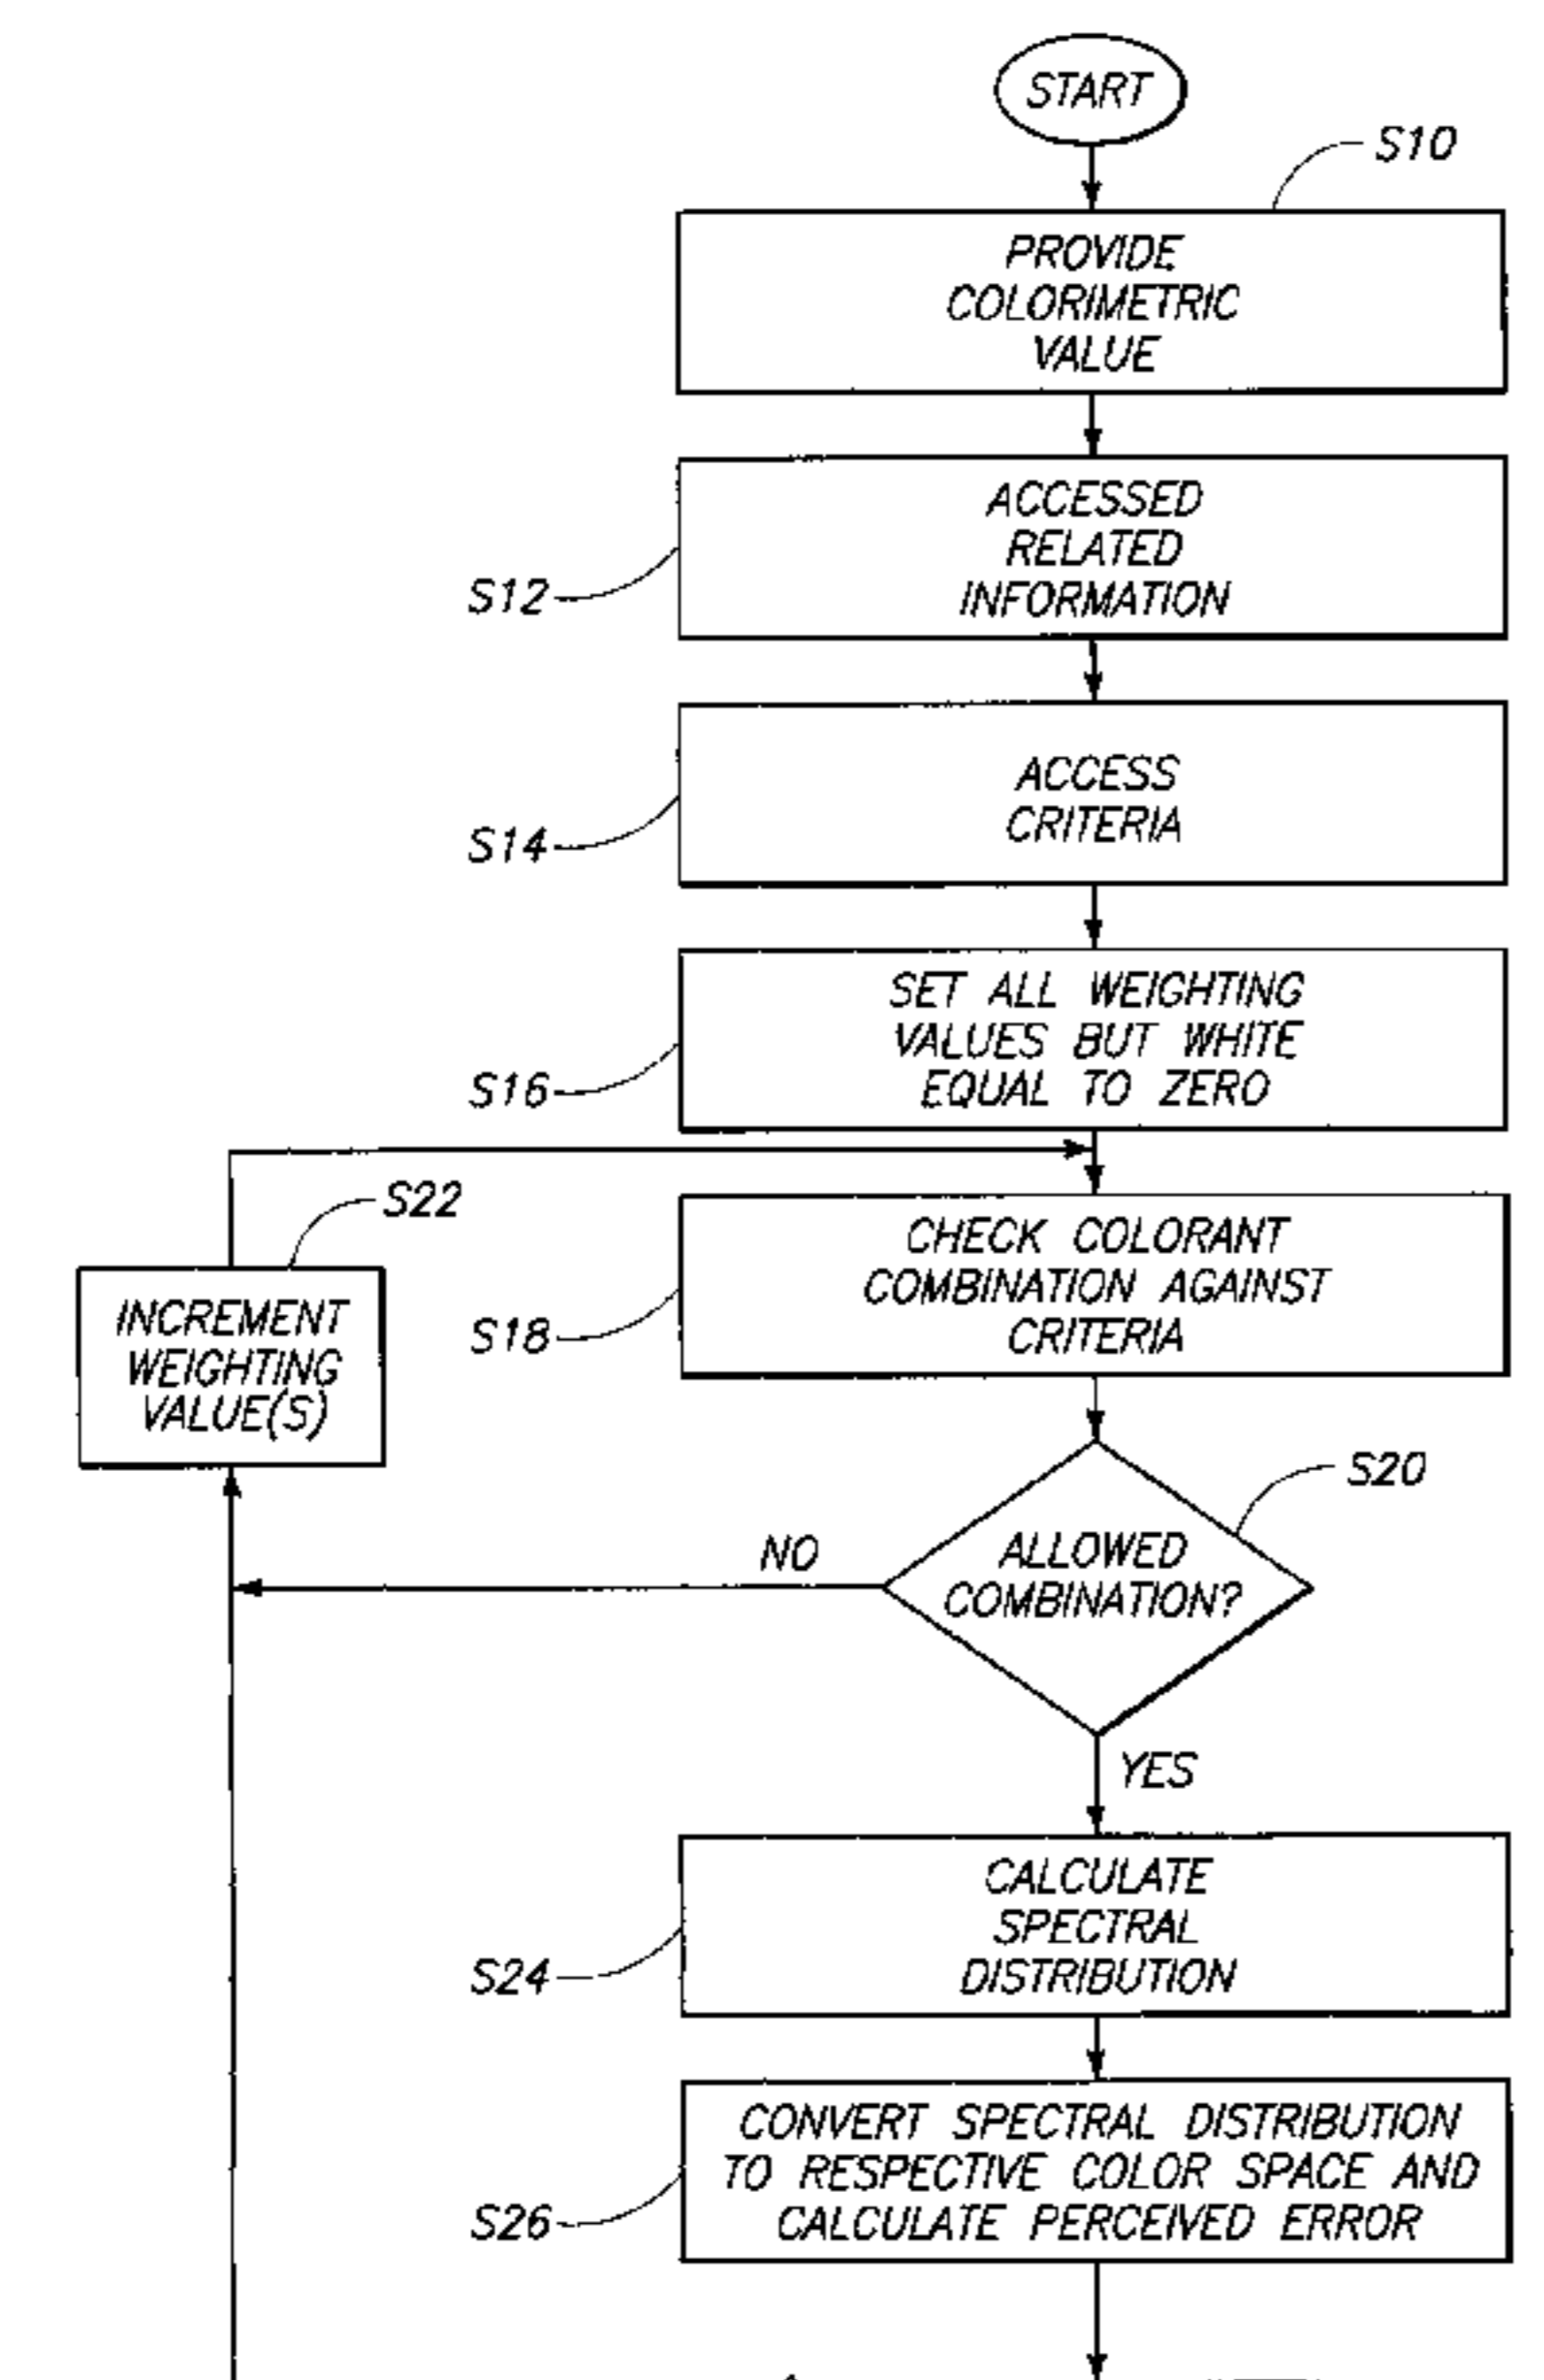 START
S10
PROVIDE
COLORIMETRIC
VALUE
ACCESSED
RELATED
INFORMATION
S12
ACCESS
CRITERIA
S14
SET ALL WEIGHTING
VALUES BUT WHITE
EQUAL TO ZERO
S16
S22
INCREMENT
WEIGHTING
VALUE(S)
CHECK COLORANT
COMBINATION AGAINST
CRITERIA
S18
S20
ALLOWED
COMBINATION?
NO
YES
CALCULATE
SPECTRAL
DISTRIBUTION
S24
CONVERT SPECTRAL DISTRIBUTION
TO RESPECTIVE COLOR SPACE AND
CALCULATE PERCEIVED ERROR
S26